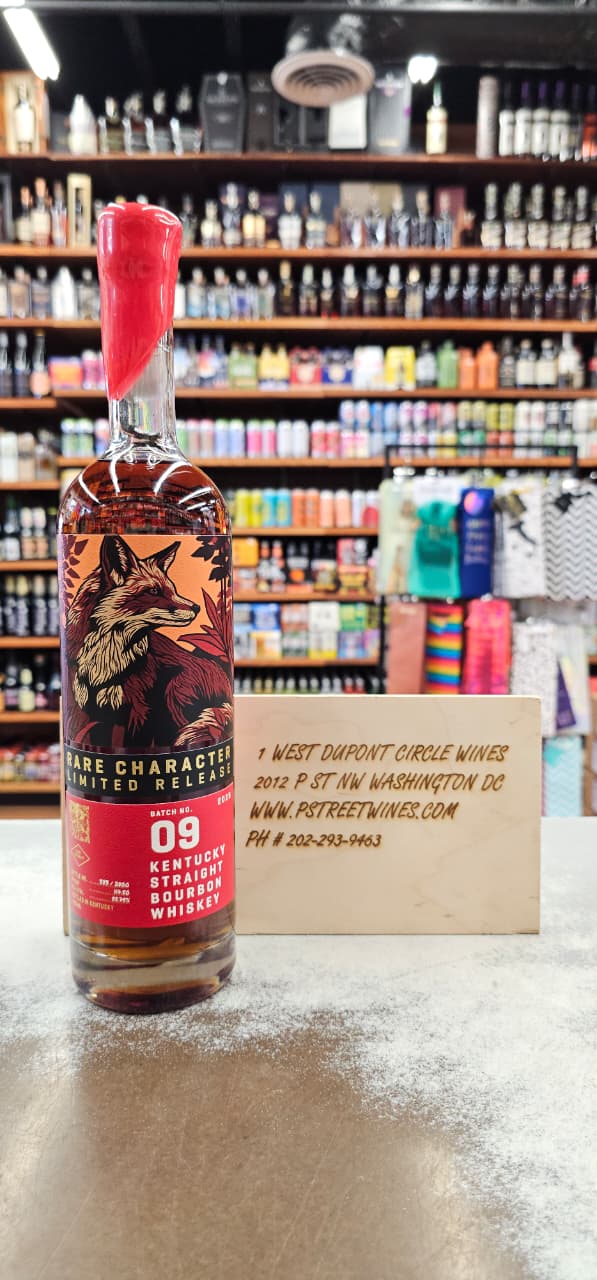 RARE CHARACTER
LIMITED RELEASE
2025
BATCH NO.
09
KENTUCKY
STRAIGHT
BOURBON
WHISKEY
1 WEST DUPONT CIRCLE WINES
2012 P ST NW WASHINGTON DC
WWW.PSTREETWINES.COM
PH # 202-293-9463